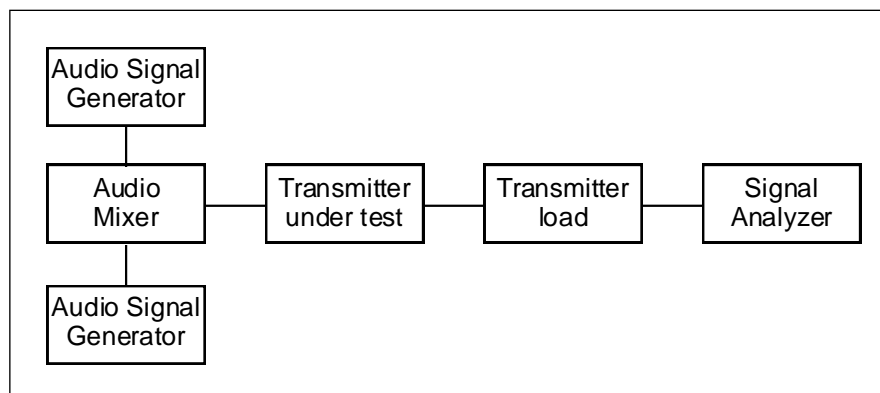 Audio Signal
Generator
Audio
Mixer
Transmitter
under test
Transmitter
load
Signal
Analyzer
Audio Signal
Generator